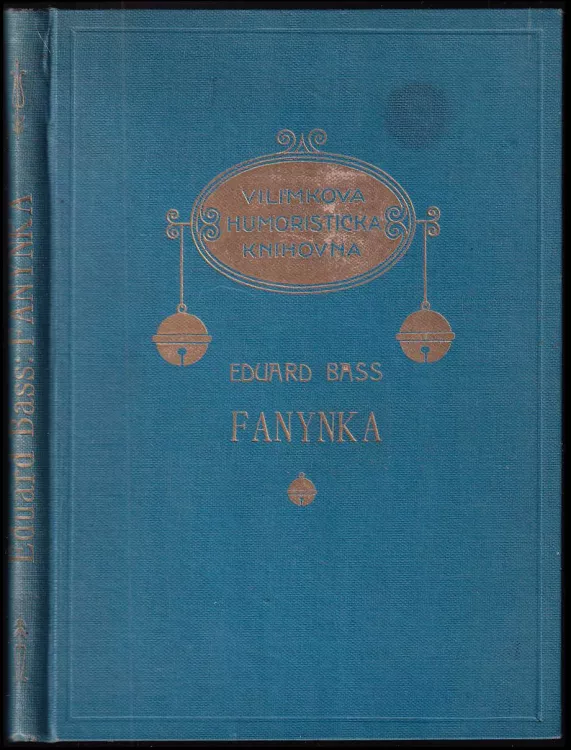 VILÍMKOVA
HUMORISTICKÁ
KNIHOVNA
EDUARD BASS
FANYNKA
Eduard Bass: FANYNKA